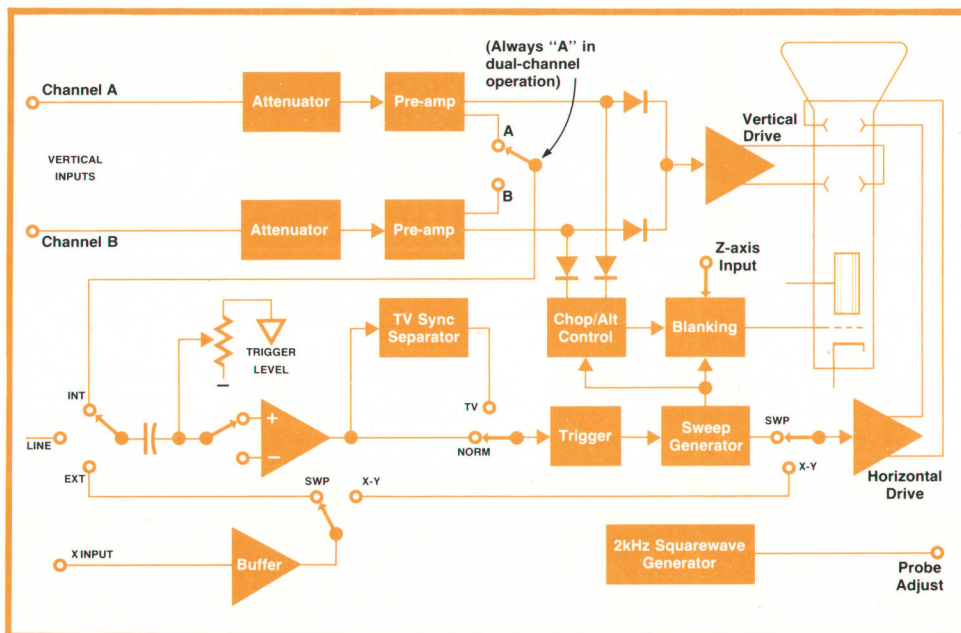 (Always "A" in
dual-channel
operation)
Channel A
Attenuator
Pre-amp
A
Vertical
Drive
VERTICAL
INPUTS
B
Channel B
Attenuator
Pre-amp
Z-axis
Input
TV Sync
Separator
Chop/Alt
Control
Blanking
TRIGGER
LEVEL
–
INT
TV
+
–
LINE
NORM
Trigger
Sweep
Generator
SWP
EXT
SWP
X-Y
X-Y
Horizontal
Drive
X INPUT
Buffer
2kHz Squarewave
Generator
Probe
Adjust